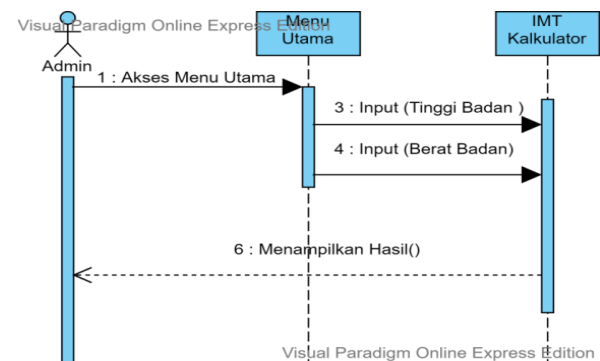 Visual Paradigm Online Express Edition
Menu
Utama
IMT
Kalkulator
Admin
1 : Akses Menu Utama
3 : Input (Tinggi Badan )
4 : Input (Berat Badan)
6 : Menampilkan Hasil()
Visual Paradigm Online Express Edition